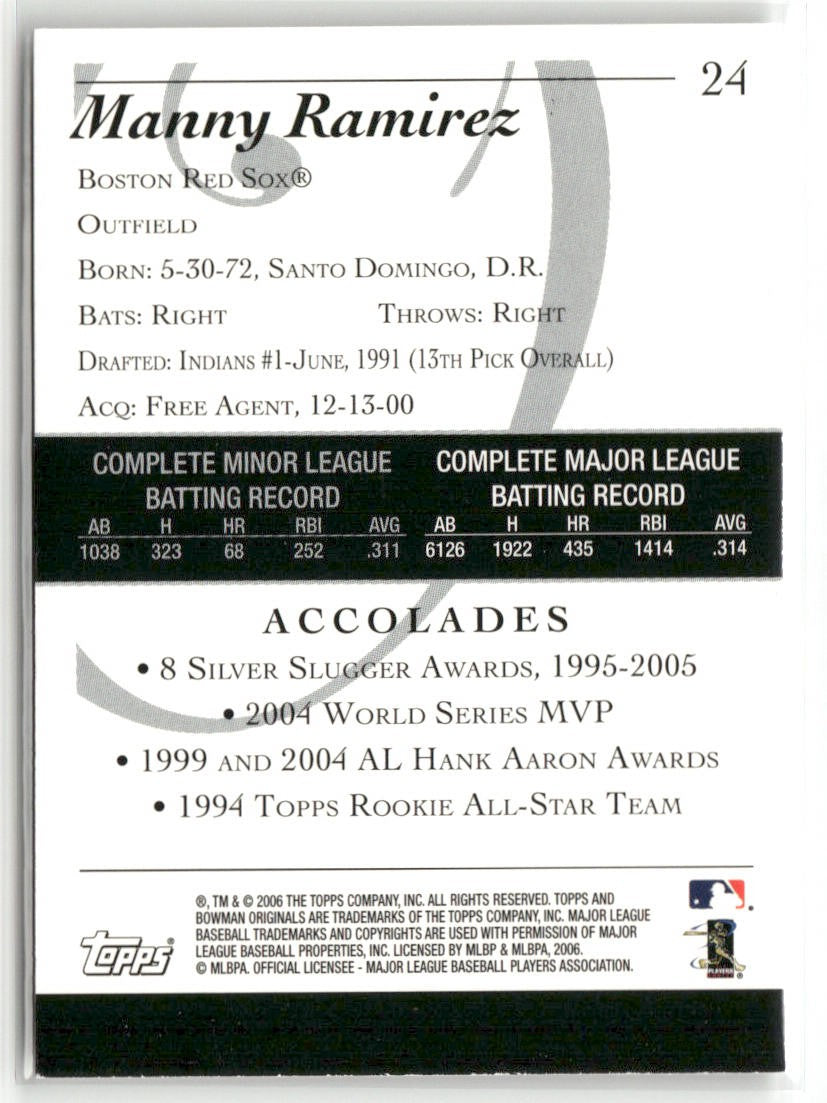 24
Manny Ramirez
Boston Red Sox®
Outfield
Born: 5-30-72, Santo Domingo, D.R.
Bats: Right Throws: Right
Drafted: Indians #1-June, 1991 (13th Pick Overall)
Acq: Free Agent, 12-13-00
COMPLETE MINOR LEAGUE
BATTING RECORD
AB H HR RBI AVG
1038 323 68 252 .311
COMPLETE MAJOR LEAGUE
BATTING RECORD
AB H HR RBI AVG
6126 1922 435 1414 .314
ACCOLADES
• 8 Silver Slugger Awards, 1995-2005
• 2004 World Series MVP
• 1999 and 2004 AL Hank Aaron Awards
• 1994 Topps Rookie All-Star Team
Topps®
®, TM & © 2006 THE TOPPS COMPANY, INC. ALL RIGHTS RESERVED. TOPPS AND
BOWMAN ORIGINALS ARE TRADEMARKS OF THE TOPPS COMPANY, INC. MAJOR LEAGUE
BASEBALL TRADEMARKS AND COPYRIGHTS ARE USED WITH PERMISSION OF MAJOR
LEAGUE BASEBALL PROPERTIES, INC. LICENSED BY MLBP & MLBPA, 2006.
© MLBPA. OFFICIAL LICENSEE - MAJOR LEAGUE BASEBALL PLAYERS ASSOCIATION.
PLAYERS